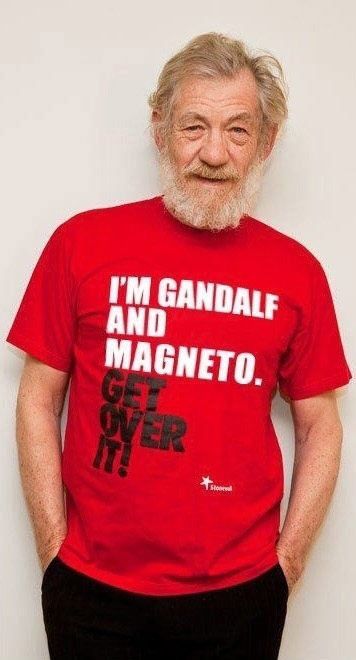 I'M GANDALF
AND
MAGNETO.
GET
OVER
IT!
Stonewall